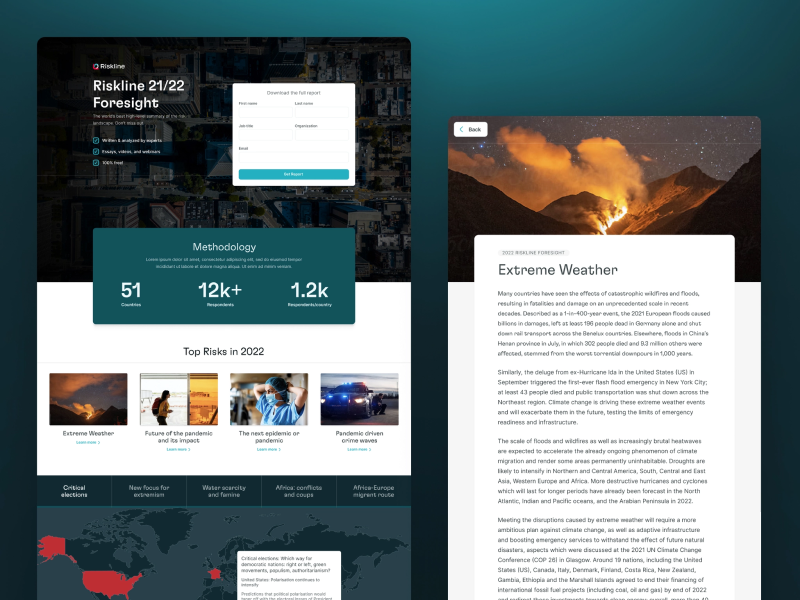 Riskline
Riskline 21/22
Foresight
The world's best high-level summary of the risk
landscape. Don't miss out.
Written & analyzed by experts
Essays, videos, and webinars
100% free!
Download the full report
First name
Last name
Job title
Organization
Email
Get Report
Methodology
Lorem ipsum dolor sit amet, consectetur adipiscing elit, sed do eiusmod tempor
incididunt ut labore et dolore magna aliqua. Ut enim ad minim veniam.
51
Countries
12k+
Respondents
1.2k
Respondents/country
Top Risks in 2022
Extreme Weather
Learn more
Future of the pandemic
and its impact
Learn more
The next epidemic or
pandemic
Learn more
Pandemic driven
crime waves
Learn more
Critical
elections
New focus for
extremism
Water scarcity
and famine
Africa: conflicts
and coups
Africa-Europe
migrant route
Critical elections: Which way for
democratic nations: right or left, green
movements, populism, authoritarianism?
United States: Polarisation continues to
intensify
Predictions that political polarisation would
taper off with the disappearance of President
Back
2022 RISKLINE FORESIGHT
Extreme Weather
Many countries have seen the effects of catastrophic wildfires and floods,
resulting in fatalities and damage on an unprecedented scale in recent
decades. Described as a 1-in-400-year event, the 2021 European floods caused
billions in damages, left at least 196 people dead in Germany alone and shut
down rail transport across the Benelux countries. Elsewhere, floods in China's
Henan province in July, in which 302 people died and 9.3 million others were
affected, stemmed from the worst torrential downpours in 1,000 years.
Similarly, the deluge from ex-Hurricane Ida in the United States (US) in
September triggered the first-ever flash flood emergency in New York City;
at least 43 people died and public transportation was shut down across the
Northeast region. Climate change is driving these extreme weather events
and will exacerbate them in the future, testing the limits of emergency
readiness and infrastructure.
The scale of floods and wildfires as well as increasingly brutal heatwaves
are expected to accelerate the already ongoing phenomenon of climate
migration and render some areas permanently uninhabitable. Droughts are
likely to intensify in Northern and Central America, South, Central and East
Asia, Western Europe and Africa. More destructive hurricanes and cyclones
which will last for longer periods have already been forecast in the North
Atlantic, Indian and Pacific oceans, and the Arabian Peninsula in 2022.
Meeting the disruptions caused by extreme weather will require a more
ambitious plan against climate change, as well as adaptive infrastructure
and boosting emergency services to withstand the effect of future natural
disasters, aspects which were discussed at the 2021 UN Climate Change
Conference (COP 26) in Glasgow. Around 19 nations, including the United
States (US), Canada, Italy, Denmark, Finland, Costa Rica, New Zealand,
Gambia, Ethiopia and the Marshall Islands agreed to end their financing of
international fossil fuel projects (including coal, oil and gas) by end of 2022